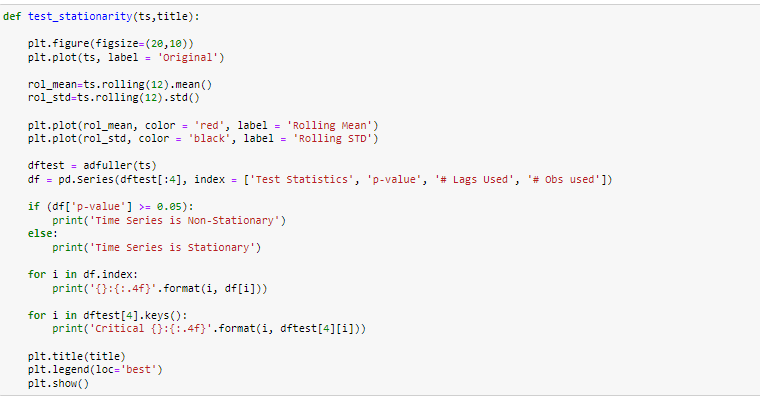 def test_stationarity(ts,title):
plt.figure(figsize=(20,10))
plt.plot(ts, label = 'Original')
rol_mean=ts.rolling(12).mean()
rol_std=ts.rolling(12).std()
plt.plot(rol_mean, color = 'red', label = 'Rolling Mean')
plt.plot(rol_std, color = 'black', label = 'Rolling STD')
dftest = adfuller(ts)
df = pd.Series(dftest[:4], index = ['Test Statistics', 'p-value', '# Lags Used', '# Obs used'])
if (df['p-value'] >= 0.05):
print('Time Series is Non-Stationary')
else:
print('Time Series is Stationary')
for i in df.index:
print('{}:{:.4f}'.format(i, df[i]))
for i in dftest[4].keys():
print('Critical {}:{:.4f}'.format(i, dftest[4][i]))
plt.title(title)
plt.legend(loc='best')
plt.show()